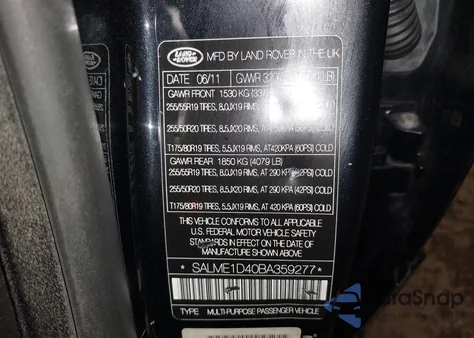 LAND ROVER
MFD BY LAND ROVER IN THE UK
DATE 06/11 GWVR
GAWR FRONT 1530 KG
255/55R19 TIRES, 8.0JX19 RIMS, COLD
255/50R20 TIRES, 8.5JX20 RIMS, COLD
T175/80R19 TIRES, 5.5JX19 RIMS, AT 420KPA (60PSI) COLD
GAWR REAR 1850 KG (4079 LB)
255/55R19 TIRES, 8.0JX19 RIMS, AT 290 COLD
255/50R20 TIRES, 8.5JX20 RIMS, AT 290 KPA (42PSI) COLD
T175/80R19 TIRES, 5.5JX19 RIMS, AT 420 KPA (60PSI) COLD
THIS VEHICLE CONFORMS TO ALL APPLICABLE
U.S. FEDERAL MOTOR VEHICLE SAFETY
STANDARDS IN EFFECT ON THE DATE OF
MANUFACTURE SHOWN ABOVE
* SALME1D40BA359277 *
TYPE MULTI-PURPOSE PASSENGER VEHICLE